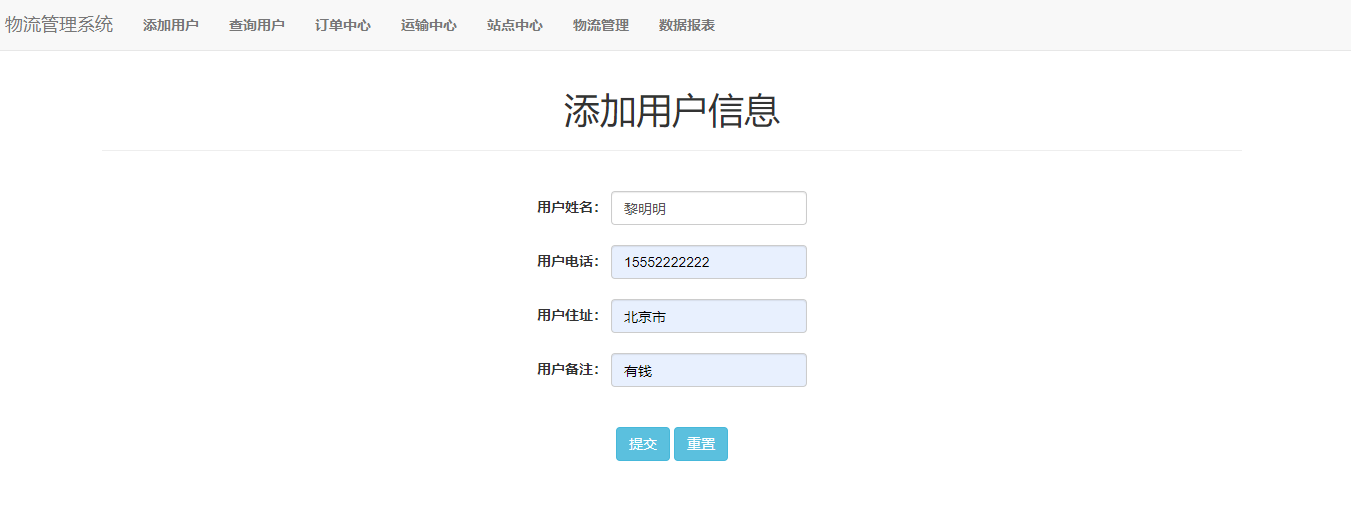 物流管理系统 添加用户 查询用户 订单中心 运输中心 站点中心 物流管理 数据报表
添加用户信息
用户姓名： 黎明明
用户电话： 15552222222
用户住址： 北京市
用户备注： 有钱
提交 重置